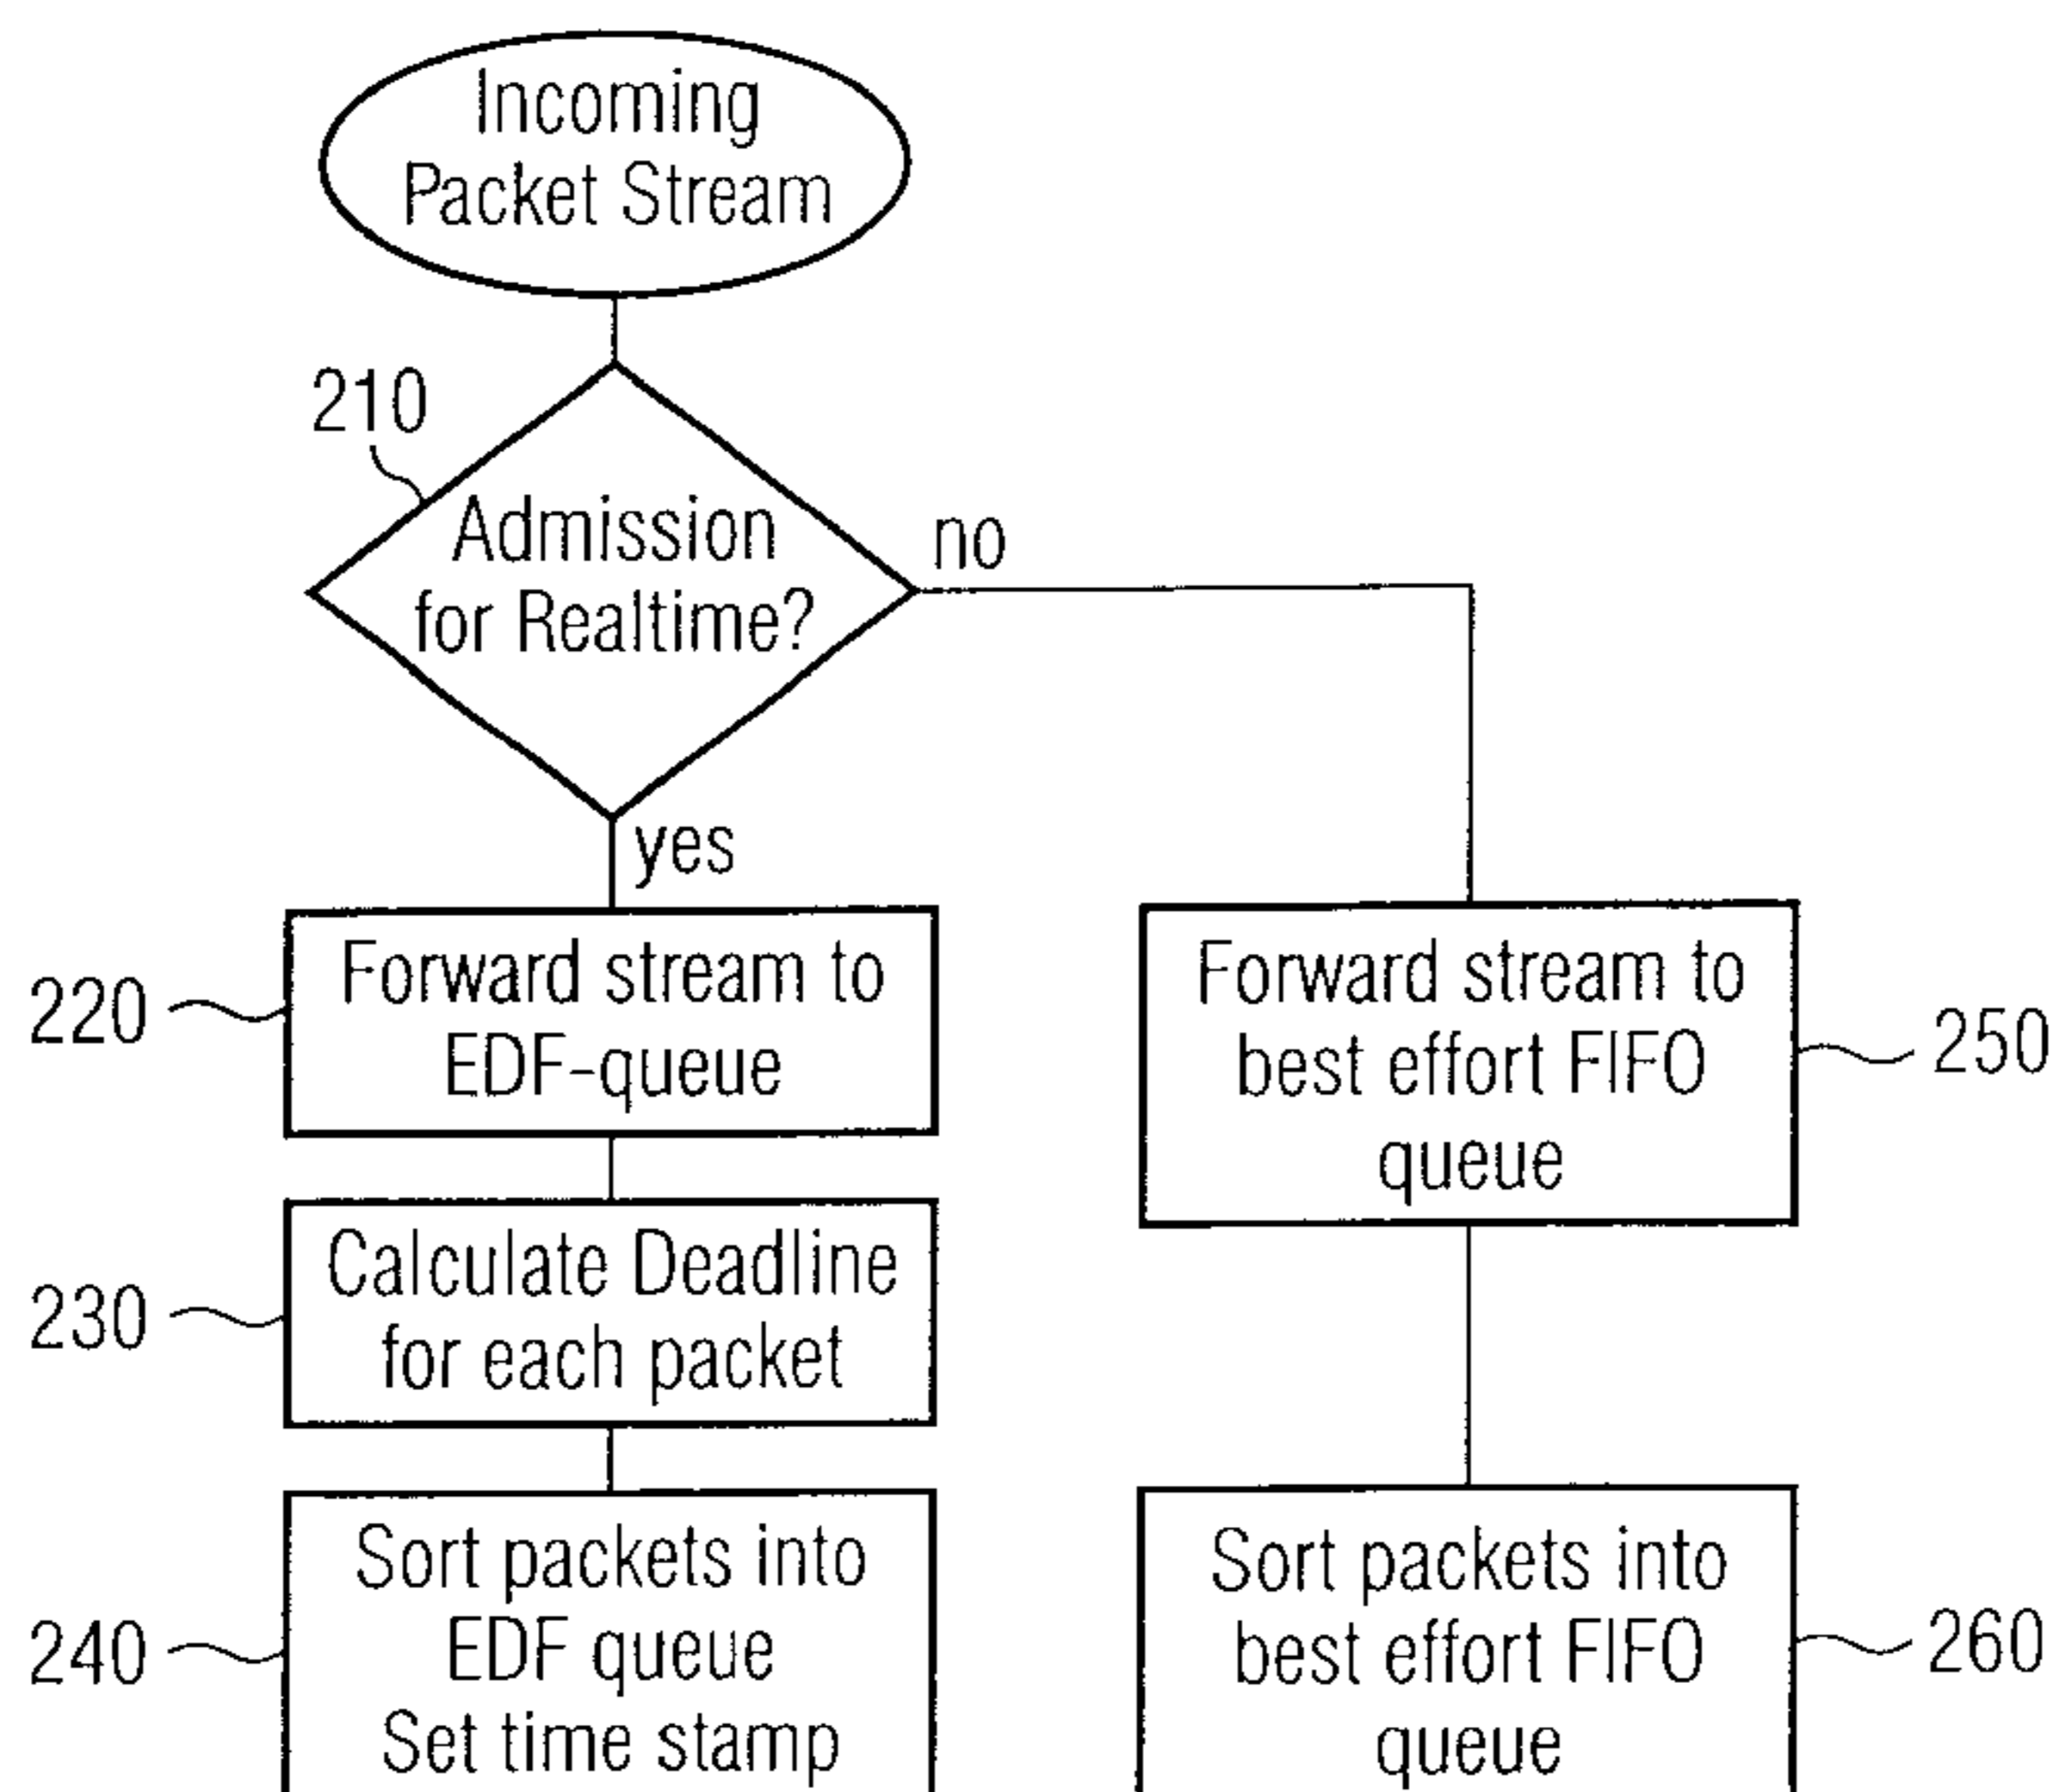 Incoming
Packet Stream
210
Admission
for Realtime?
no
yes
220
Forward stream to
EDF-queue
Forward stream to
best effort FIFO
queue
250
230
Calculate Deadline
for each packet
240
Sort packets into
EDF queue
Set time stamp
Sort packets into
best effort FIFO
queue
260